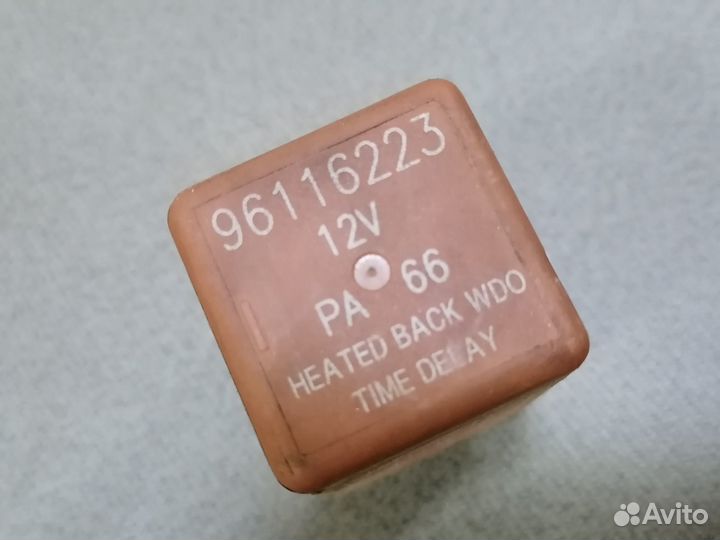 96116223
12V
PA 66
HEATED BACK WDO
TIME DELAY
Avito